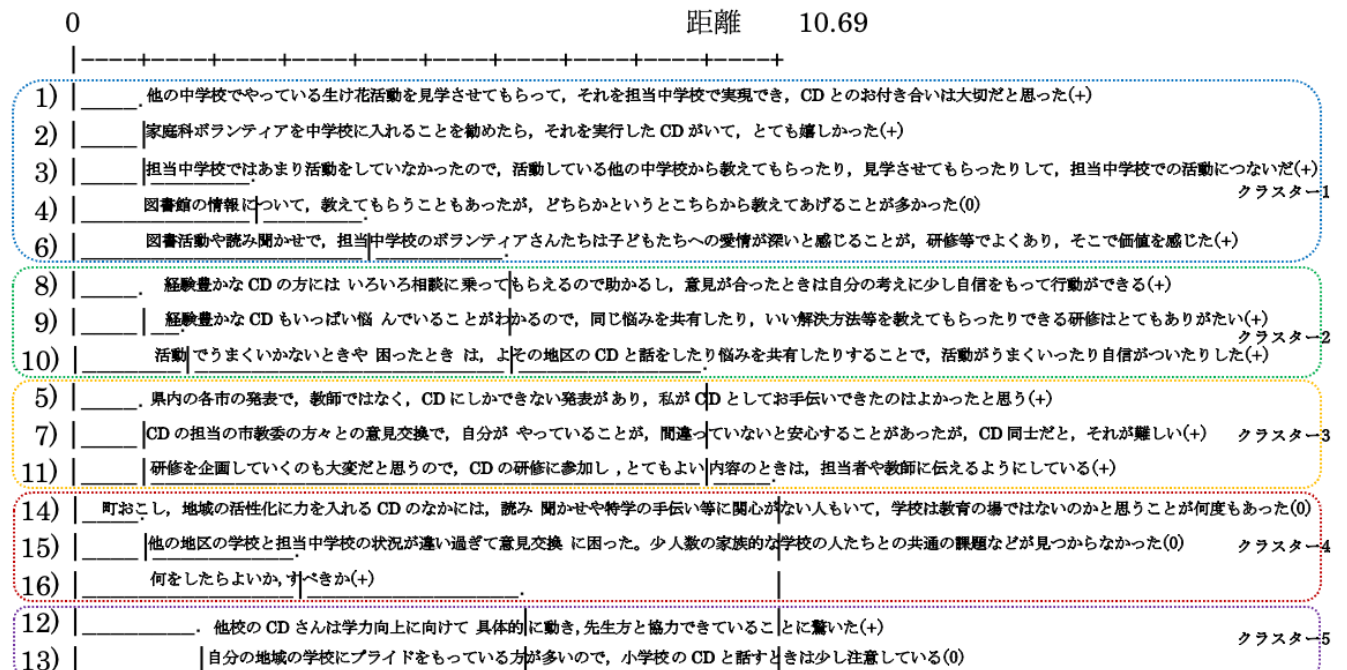 0 距離 10.69
1) 他の中学校でやっている生け花活動を見学させてもらって，それを担当中学校で実現でき，CDとのお付き合いは大切だと思った(+)
2) 家庭科ボランティアを中学校に入れることを勧めたら，それを実行したCDがいて，とても嬉しかった(+)
3) 担当中学校ではあまり活動をしていなかったので，活動している他の中学校から教えてもらったり，見学させてもらったりして，担当中学校での活動につないだ(+)
クラスター1
4) 図書館の情報について，教えてもらうこともあったが，どちらかというとこちらから教えてあげることが多かった(0)
6) 図書活動や読み聞かせで，担当中学校のボランティアさんたちは子どもたちへの愛情が深いと感じることが，研修等でよくあり，そこで価値を感じた(+)
8) 経験豊かなCDの方には いろいろ相談に乗ってもらえるので助かるし，意見が合ったときは自分の考えに少し自信をもって行動ができる(+)
9) 経験豊かなCDもいっぱい悩 んでいることがわかるので，同じ悩みを共有したり，いい解決方法等を教えてもらったりできる研修はとてもありがたい(+)
クラスター2
10) 活動でうまくいかないときや 困ったとき は，よその地区のCDと話をしたり悩みを共有したりすることで，活動がうまくいったり自信がついたりした(+)
5) 県内の各市の発表で，教師ではなく，CDにしかできない発表があり，私がCDとしてお手伝いできたのはよかったと思う(+)
7) CDの担当の市教委の方々との意見交換で，自分が やっていることが，間違っていないと安心することがあったが，CD同士だと，それが難しい(+)
クラスター3
11) 研修を企画していくのも大変だと思うので，CDの研修に参加し ，とてもよい内容のときは，担当者や教師に伝えるようにしている(+)
14) 町おこし，地域の活性化に力を入れるCDのなかには，読み 聞かせや特学の手伝い等に関心がない人もいて，学校は教育の場ではないのかと思うことが何度もあった(0)
15) 他の地区の学校と担当中学校の状況が違い過ぎて意見交換 に困った。少人数の家族的な学校の人たちとの共通の課題などが見つからなかった(0)
クラスター4
16) 何をしたらよいか,すべきか(+)
12) 他校のCDさんは学力向上に向けて 具体的に動き,先生方と協力できていることに驚いた(+)
クラスター5
13) 自分の地域の学校にプライドをもっている方が多いので，小学校のCDと話すときは少し注意している(0)